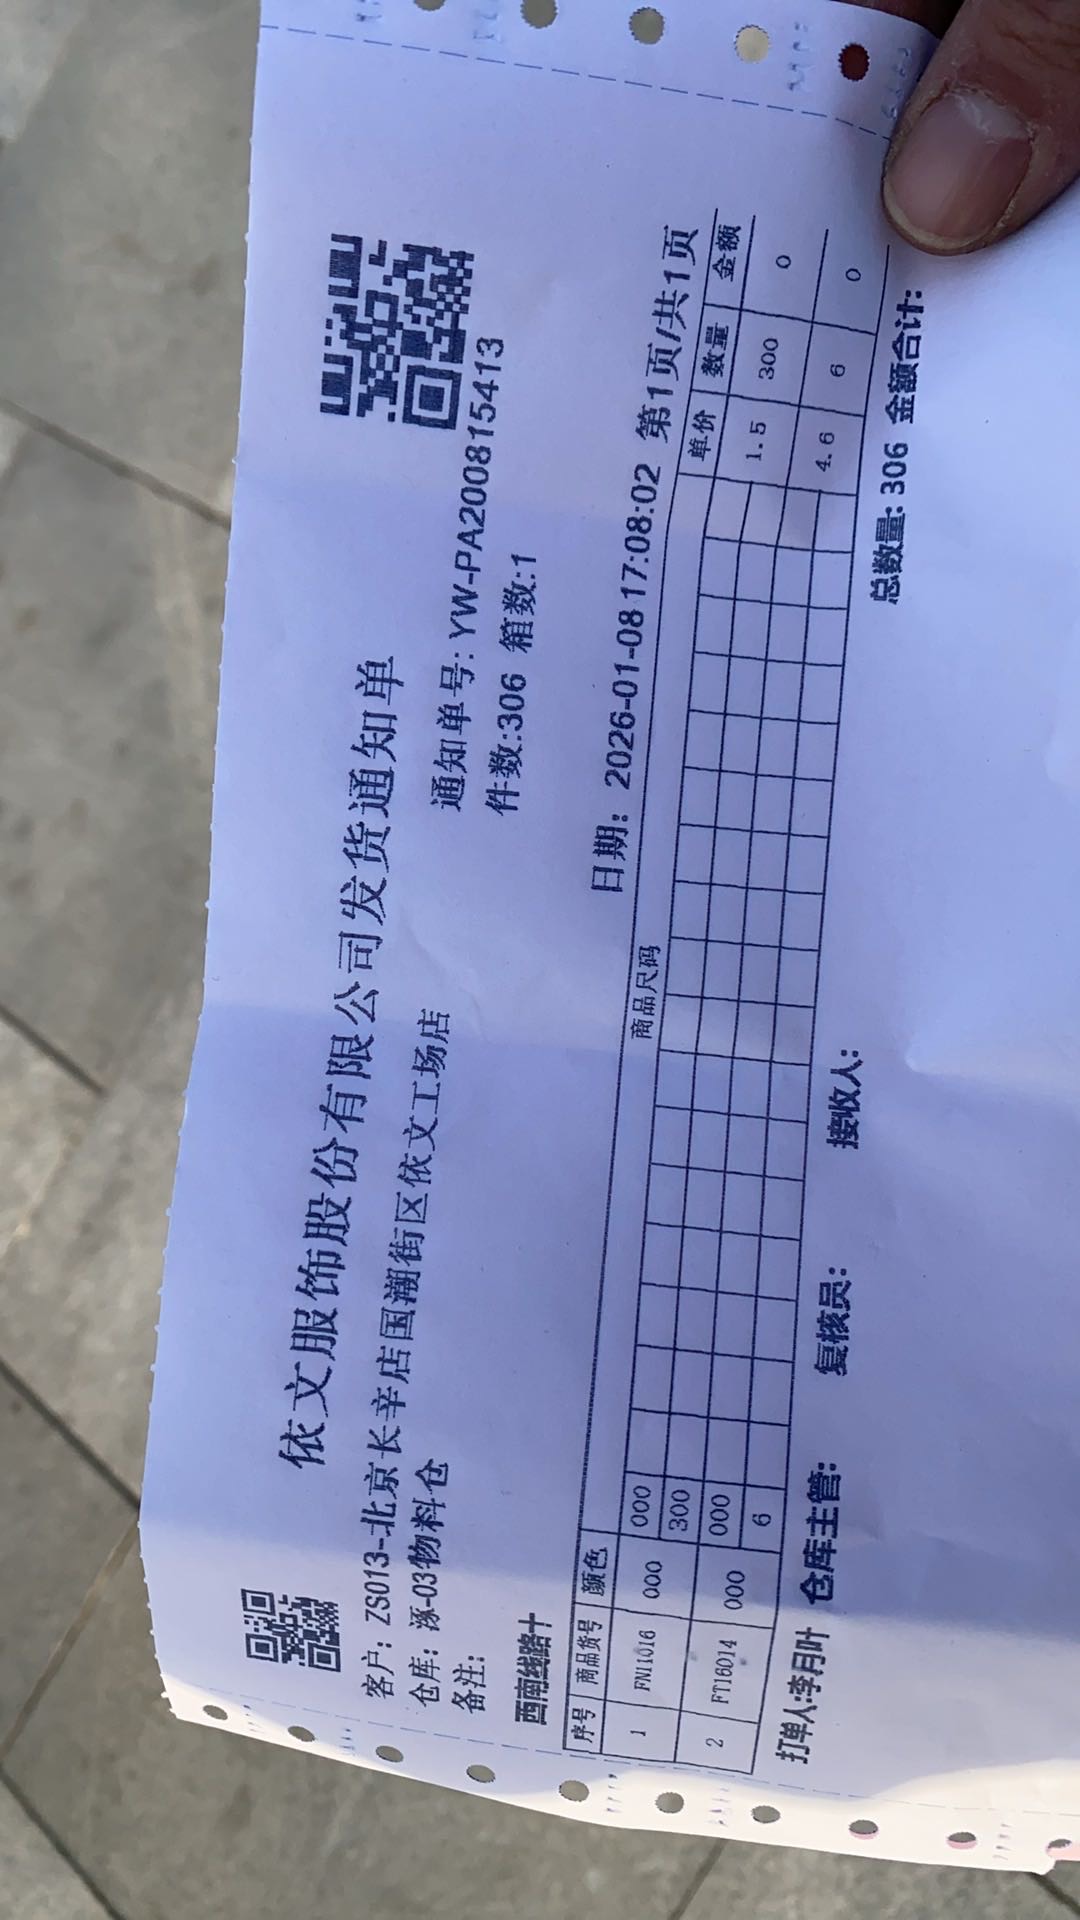 依文服饰股份有限公司发货通知单
客户: ZS013-北京长辛店国潮街区依文工场店
通知单号: YW-PA200815413
仓库: 涿-03物料仓
件数:306 箱数:1
备注:
西南线路十
日期: 2026-01-08 17:08:02 第1页/共1页
序号 商品货号 颜色 商品尺码 单价 数量 金额
1 FN11016 000 000 1.5 300 0
300
2 FT16014 000 000 4.6 6 0
6
总数量: 306 金额合计:
打单人:李月叶 仓库主管: 复核员: 接收人: